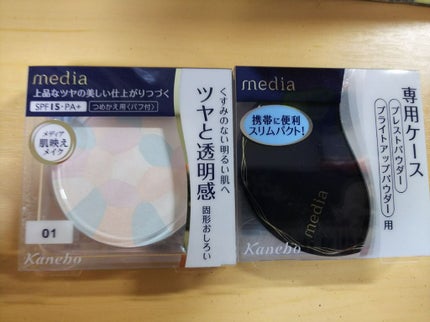 media
上品なツヤの美しい仕上がりつづく
SPF15・PA+
つめかえ用〈パフ付〉
メディア
肌映え
メイク
くすみのない明るい肌へ
ツヤと透明感
固形おしろい
01
Kanebo
media
携帯に便利
スリムパクト!
専用ケース
プレストパウダー
ブライトアップパウダー
用
media
Kanebo